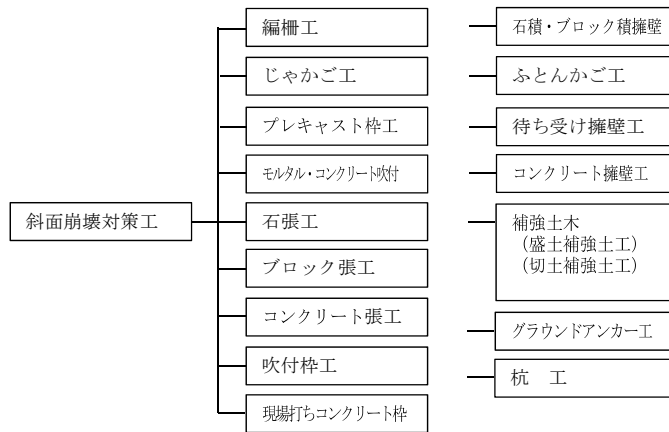 斜面崩壊対策工
編柵工
じゃかご工
プレキャスト枠工
モルタル・コンクリート吹付
石張工
ブロック張工
コンクリート張工
吹付枠工
現場打ちコンクリート枠
石積・ブロック積擁壁
ふとんかご工
待ち受け擁壁工
コンクリート擁壁工
補強土木
(盛土補強土工)
(切土補強土工)
グラウンドアンカー工
杭　工